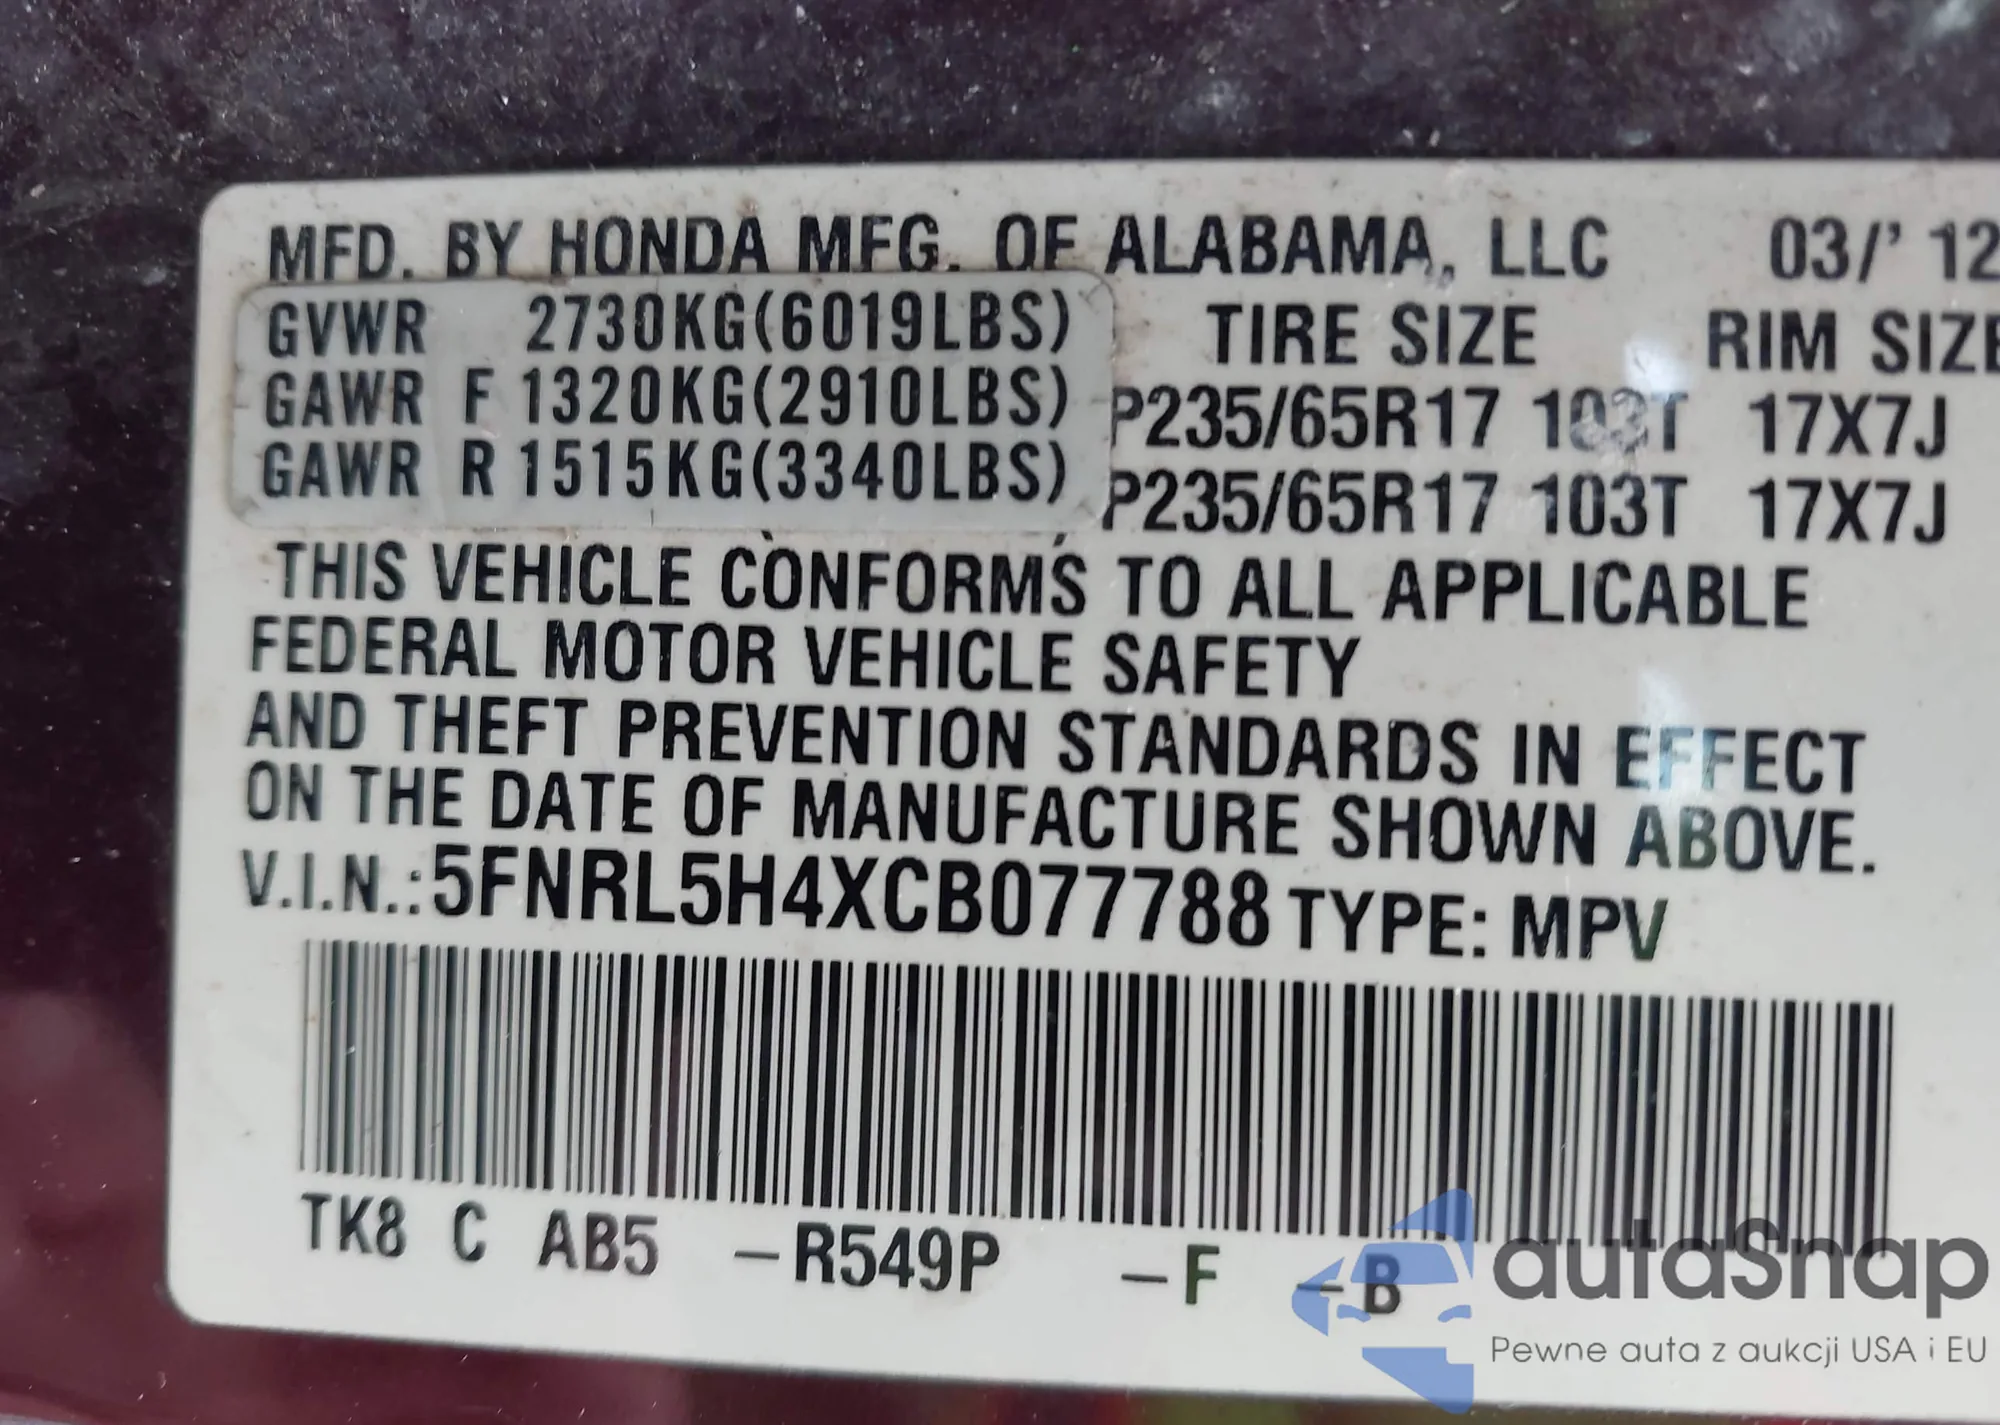 MFD. BY HONDA MFG. OF ALABAMA, LLC 03/'12
GVWR 2730KG(6019LBS) TIRE SIZE RIM SIZE
GAWR F 1320KG(2910LBS) P235/65R17 103T 17X7J
GAWR R 1515KG(3340LBS) P235/65R17 103T 17X7J
THIS VEHICLE CONFORMS TO ALL APPLICABLE
FEDERAL MOTOR VEHICLE SAFETY
AND THEFT PREVENTION STANDARDS IN EFFECT
ON THE DATE OF MANUFACTURE SHOWN ABOVE.
V.I.N.:5FNRL5H4XCB077788 TYPE: MPV
TK8 C AB5 –R549P –F –B
autaSnap
Pewne auta z aukcji USA i EU